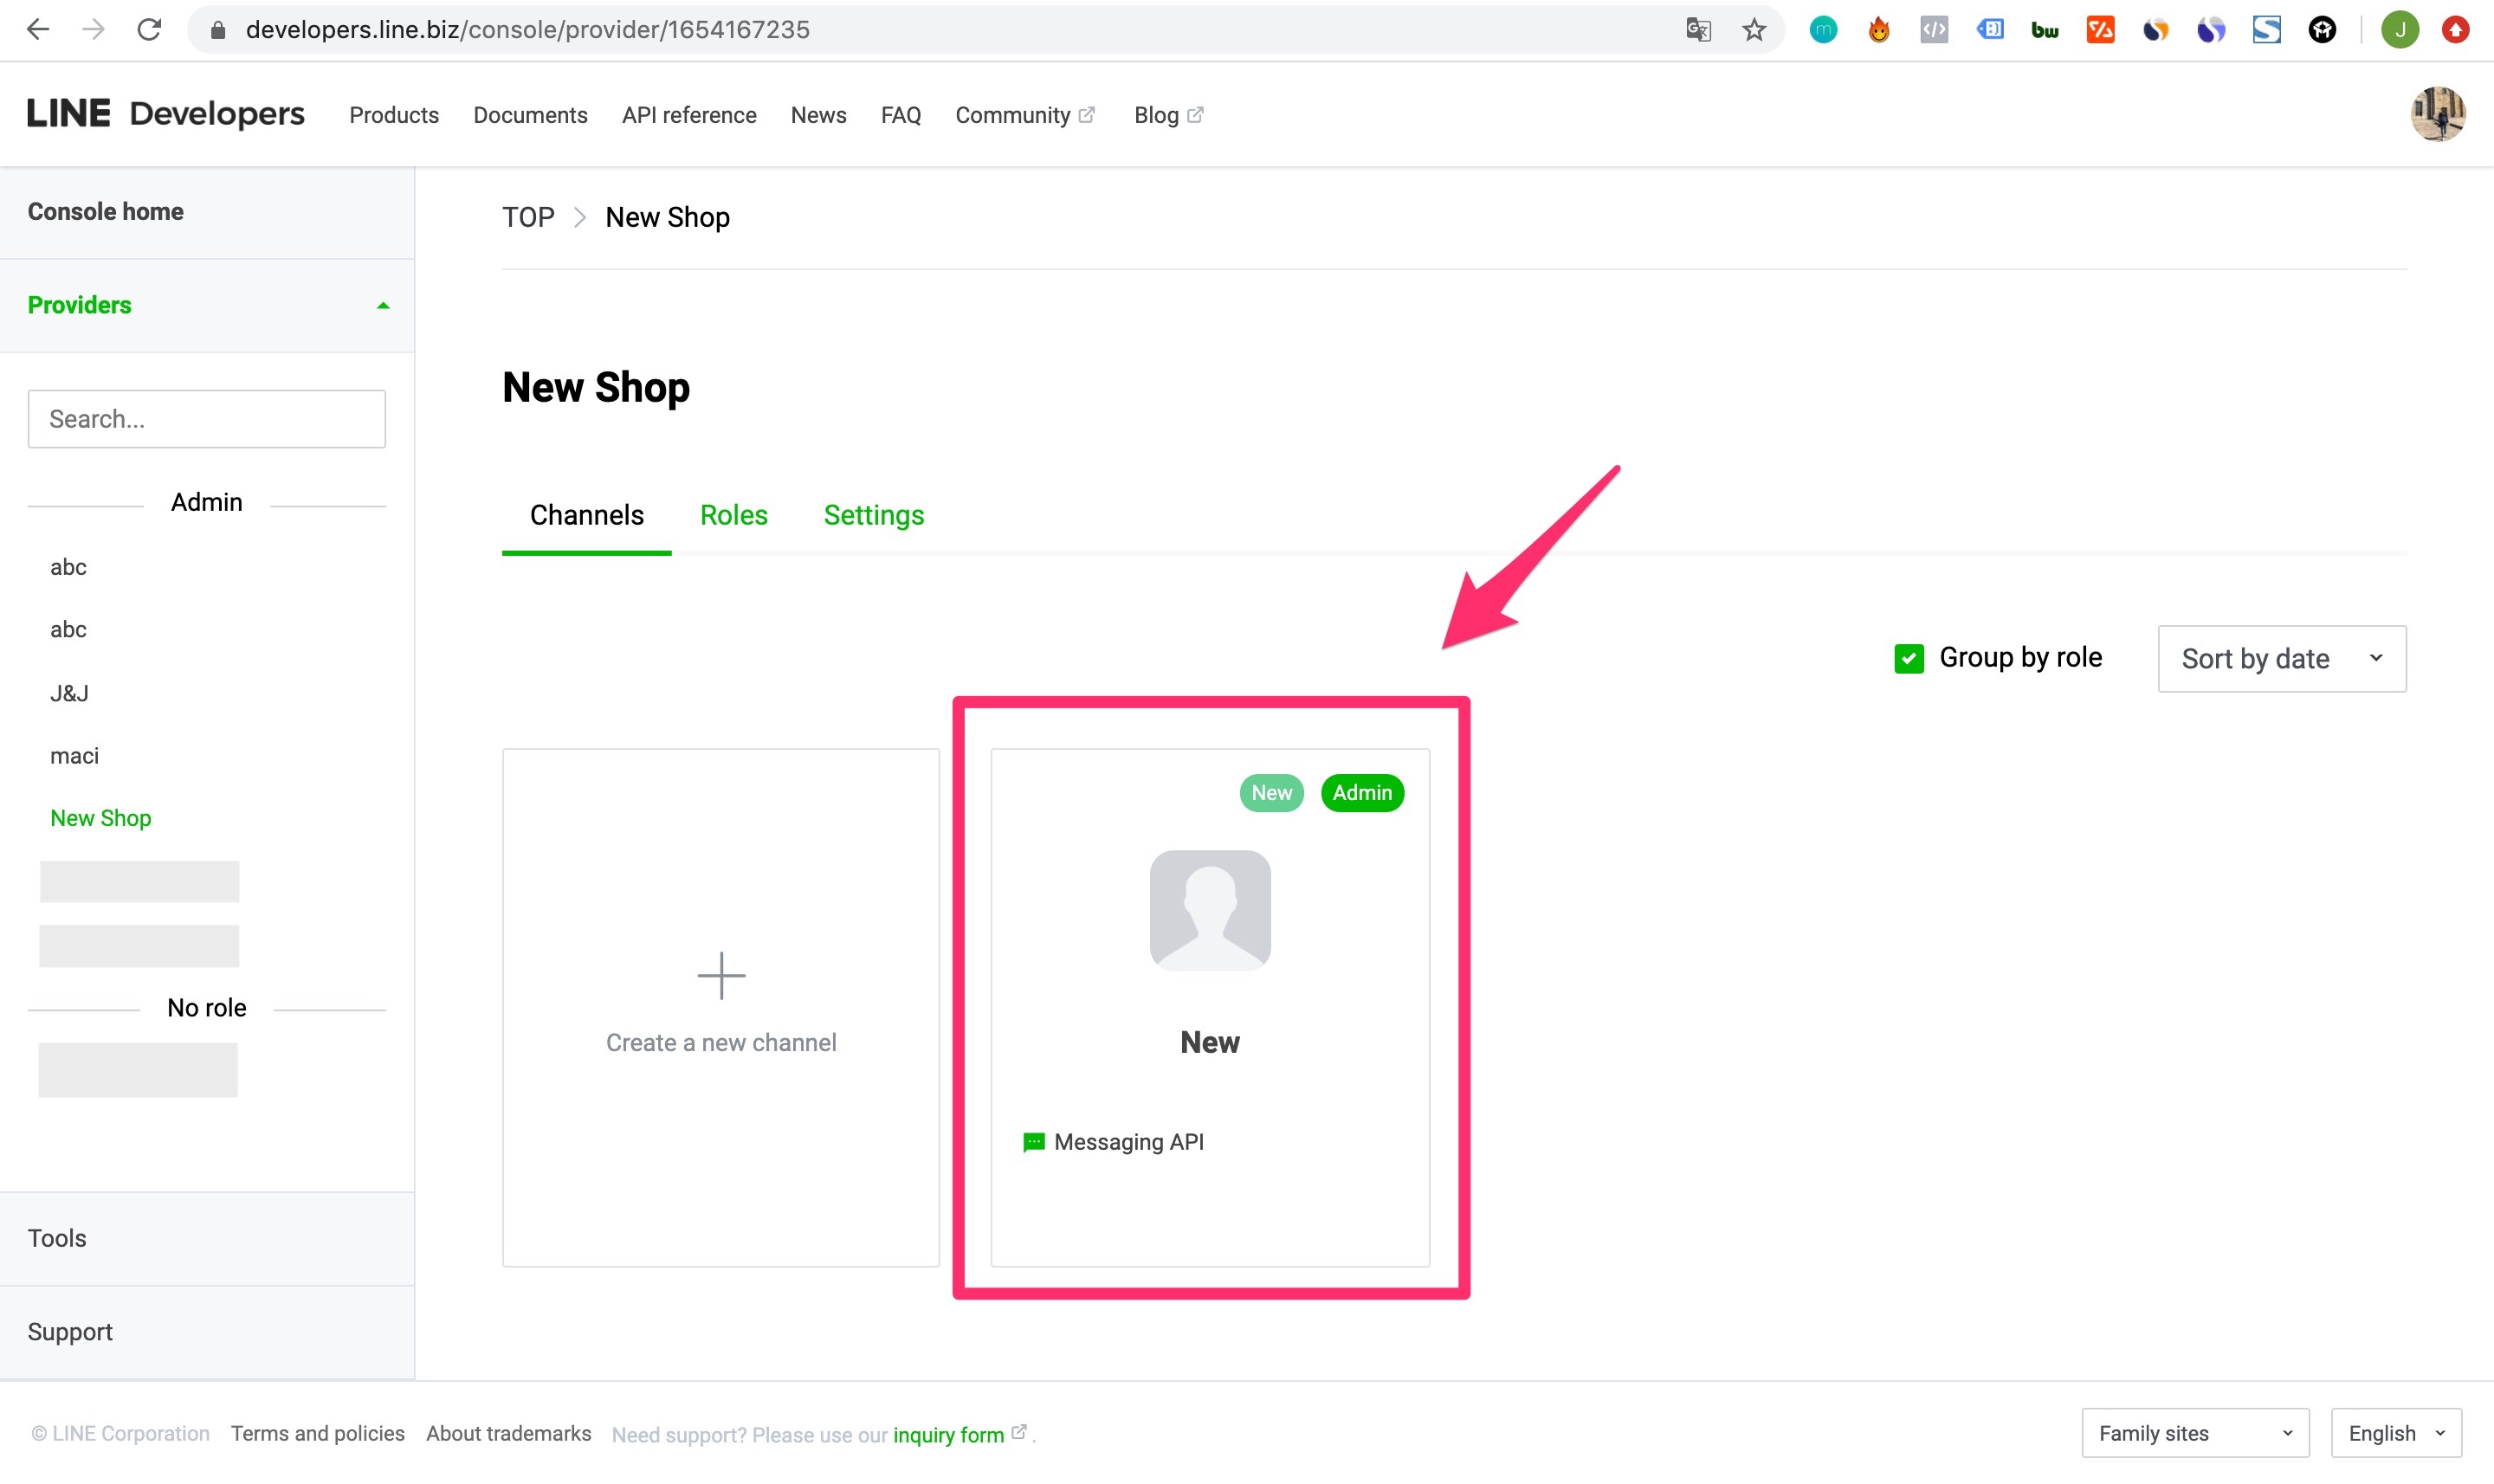 developers.line.biz/console/provider/1654167235
bw
J
LINE Developers
Products
Documents
API reference
News
FAQ
Community
Blog
Console home
Providers
Search...
Admin
abc
abc
J&J
maci
New Shop
No role
Tools
Support
TOP > New Shop
New Shop
Channels
Roles
Settings
Group by role
Sort by date
Create a new channel
New
Admin
New
Messaging API
© LINE Corporation
Terms and policies
About trademarks
Need support? Please use our inquiry form .
Family sites
English